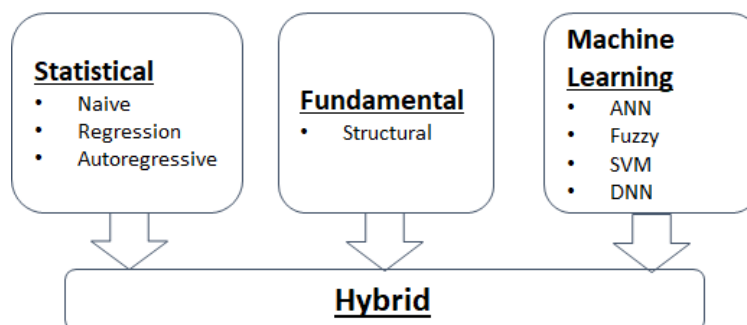 Statistical
• Naive
• Regression
• Autoregressive
Fundamental
• Structural
Machine
Learning
• ANN
• Fuzzy
• SVM
• DNN
Hybrid